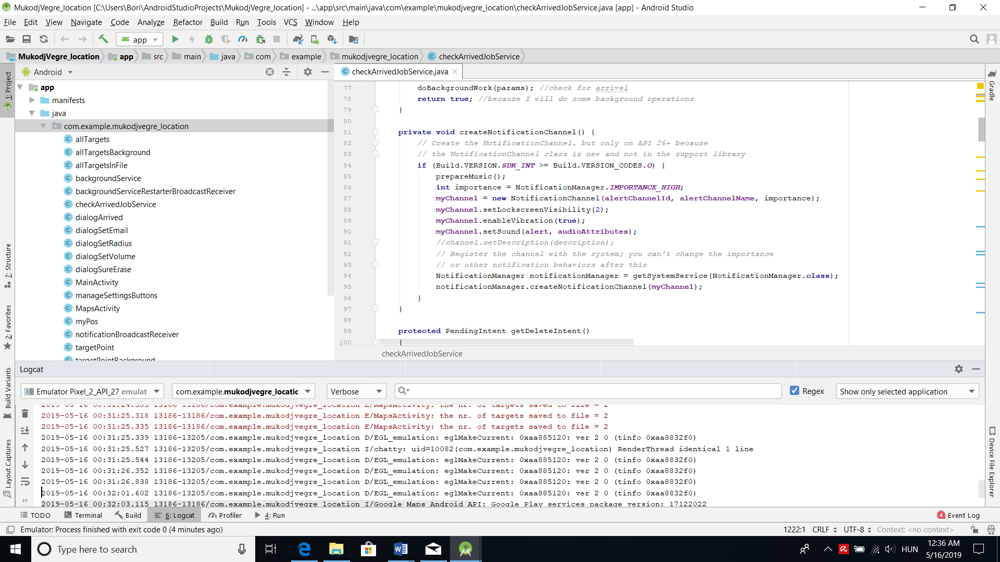 MukodjVegre_location [C:\Users\Bori\AndroidStudioProjects\MukodjVegre_location] - ...\app\src\main\java\com\example\mukodjvegre_location\checkArrivedJobService.java [app] - Android Studio
File Edit View Navigate Code Analyze Refactor Build Run Tools VCS Window Help
app
MukodjVegre_location app src main java com example mukodjvegre_location checkArrivedJobService
1: Project
7: Structure
2: Favorites
Build Variants
Layout Captures
Android
app
manifests
java
com.example.mukodjvegre_location
allTargets
allTargetsBackground
allTargetsInFile
backgroundService
backgroundServiceRestarterBroadcastReceiver
checkArrivedJobService
dialogArrived
dialogSetEmail
dialogSetRadius
dialogSetVolume
dialogSureErase
MainActivity
manageSettingsButtons
MapsActivity
myPos
notificationBroadcastReceiver
targetPoint
targetPointBackground
checkArrivedJobService.java
77 doBackgroundWork(params); //check for arrivel
78 return true; //because I will do some background operations
79 }
80
81 private void createNotificationChannel() {
82 // Create the NotificationChannel, but only on API 26+ because
83 // the NotificationChannel class is new and not in the support library
84 if (Build.VERSION.SDK_INT >= Build.VERSION_CODES.O) {
85 prepareMusic();
86 int importance = NotificationManager.IMPORTANCE_HIGH;
87 myChannel = new NotificationChannel(alertChannelId, alertChannelName, importance);
88 myChannel.setLockscreenVisibility(2);
89 myChannel.enableVibration(true);
90 myChannel.setSound(alert, audioAttributes);
91 //channel.setDescription(description);
92 // Register the channel with the system; you can't change the importance
93 // or other notification behaviors after this
94 NotificationManager notificationManager = getSystemService(NotificationManager.class);
95 notificationManager.createNotificationChannel(myChannel);
96 }
97 }
98
99 protected PendingIntent getDeleteIntent()
100 {
checkArrivedJobService
Gradle
Device File Explorer
Logcat
Emulator Pixel_2_API_27 emulat com.example.mukodjvegre_locatic Verbose Regex Show only selected application
2019-05-16 00:31:24.303 13186-13186/com.example.mukodjvegre_location E/MapsActivity: the nr. of targets saved to file = 2
2019-05-16 00:31:25.318 13186-13186/com.example.mukodjvegre_location E/MapsActivity: the nr. of targets saved to file = 2
2019-05-16 00:31:25.335 13186-13186/com.example.mukodjvegre_location E/MapsActivity: the nr. of targets saved to file = 2
2019-05-16 00:31:25.339 13186-13205/com.example.mukodjvegre_location D/EGL_emulation: eglMakeCurrent: 0xaa885120: ver 2 0 (tinfo 0xaa8832f0)
2019-05-16 00:31:25.527 13186-13205/com.example.mukodjvegre_location I/chatty: uid=10082(com.example.mukodjvegre_location) RenderThread identical 1 line
2019-05-16 00:31:25.544 13186-13205/com.example.mukodjvegre_location D/EGL_emulation: eglMakeCurrent: 0xaa885120: ver 2 0 (tinfo 0xaa8832f0)
2019-05-16 00:31:26.352 13186-13205/com.example.mukodjvegre_location D/EGL_emulation: eglMakeCurrent: 0xaa885120: ver 2 0 (tinfo 0xaa8832f0)
2019-05-16 00:31:26.838 13186-13205/com.example.mukodjvegre_location D/EGL_emulation: eglMakeCurrent: 0xaa885120: ver 2 0 (tinfo 0xaa8832f0)
2019-05-16 00:32:01.602 13186-13205/com.example.mukodjvegre_location D/EGL_emulation: eglMakeCurrent: 0xaa885120: ver 2 0 (tinfo 0xaa8832f0)
2019-05-16 00:32:03.115 13186-13186/com.example.mukodjvegre_location I/Google Maps Android API: Google Play services package version: 17122022
TODO Terminal Build 6: Logcat Profiler 4: Run 4 Event Log
Emulator: Process finished with exit code 0 (4 minutes ago) 1222:1 CRLF UTF-8 Context: <no context>
Type here to search HUN 12:36 AM
5/16/2019